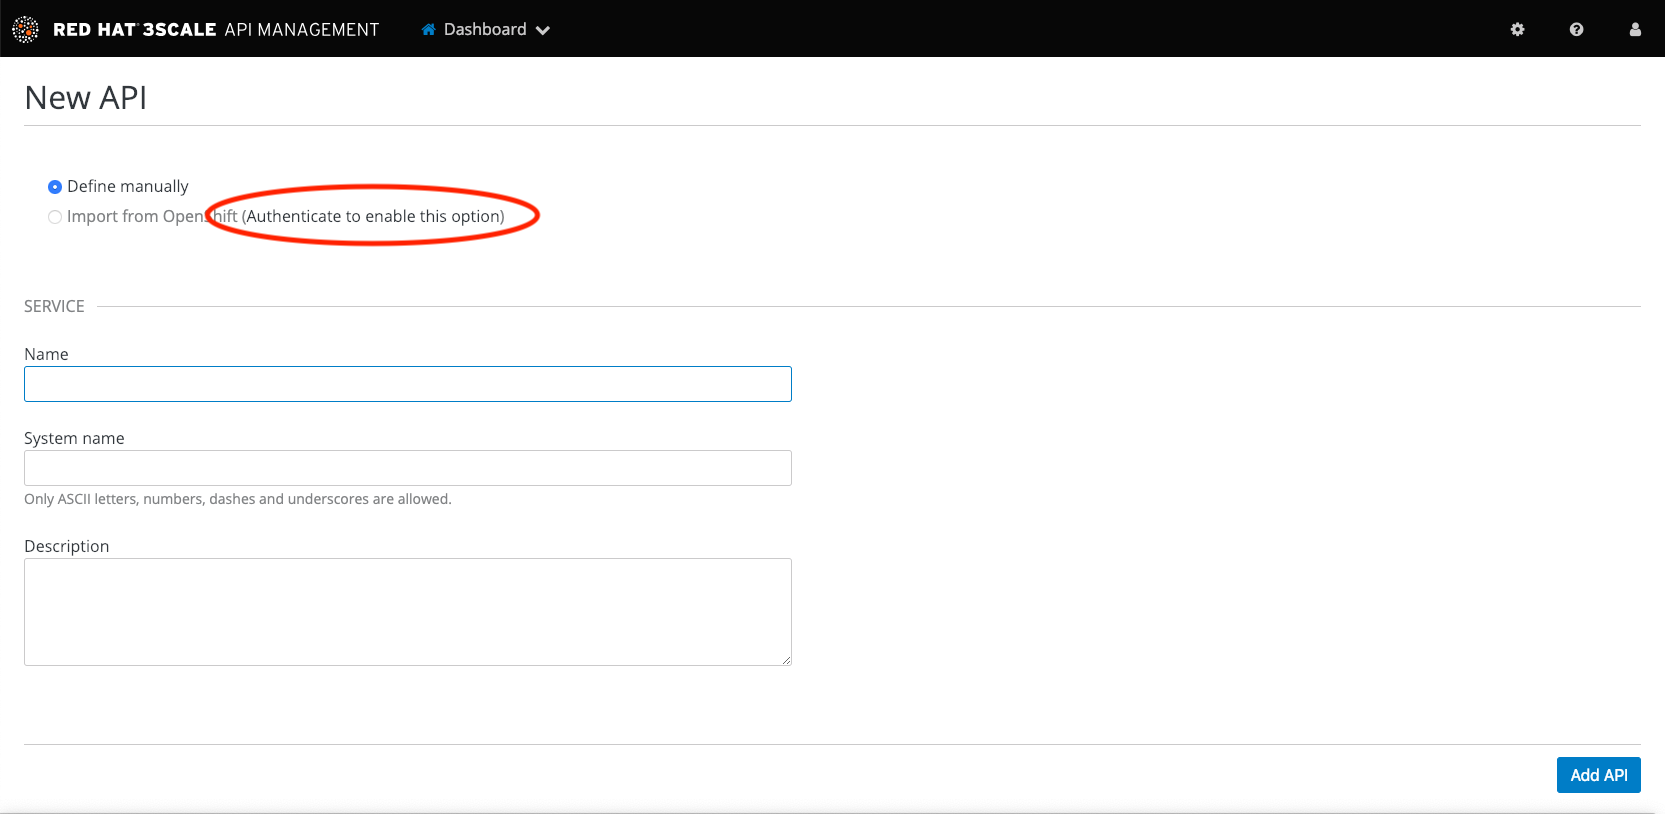 RED HAT® 3SCALE API MANAGEMENT Dashboard
New API
Define manually
Import from Openshift (Authenticate to enable this option)
SERVICE
Name
System name
Only ASCII letters, numbers, dashes and underscores are allowed.
Description
Add API